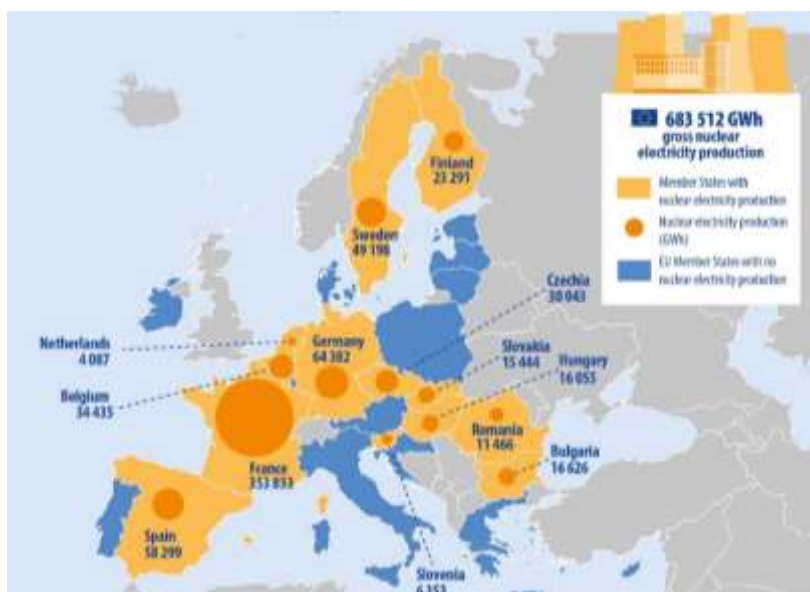 683 512 GWh
gross nuclear
electricity production
Member States with
nuclear electricity production
Nuclear electricity production
(GWh)
EU Member States with no
nuclear electricity production
Finland
23 291
Sweden
49 198
Czechia
30 043
Netherlands
4 087
Germany
64 382
Slovakia
15 444
Hungary
16 055
Belgium
34 435
Romania
11 466
Bulgaria
16 626
France
353 833
Spain
58 299
Slovenia